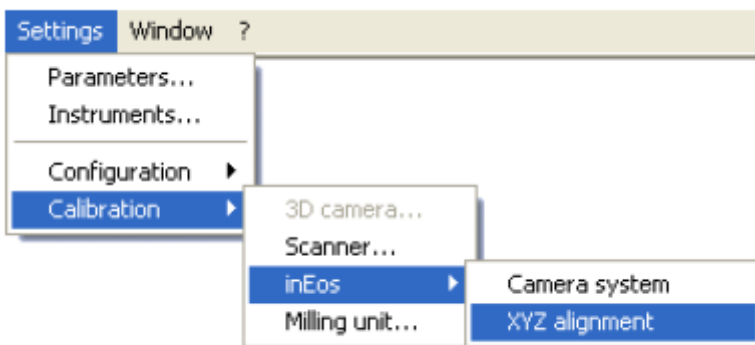 Settings Window ?
Parameters...
Instruments...
Configuration
Calibration
3D camera...
Scanner...
inEos
Camera system
Milling unit...
XYZ alignment